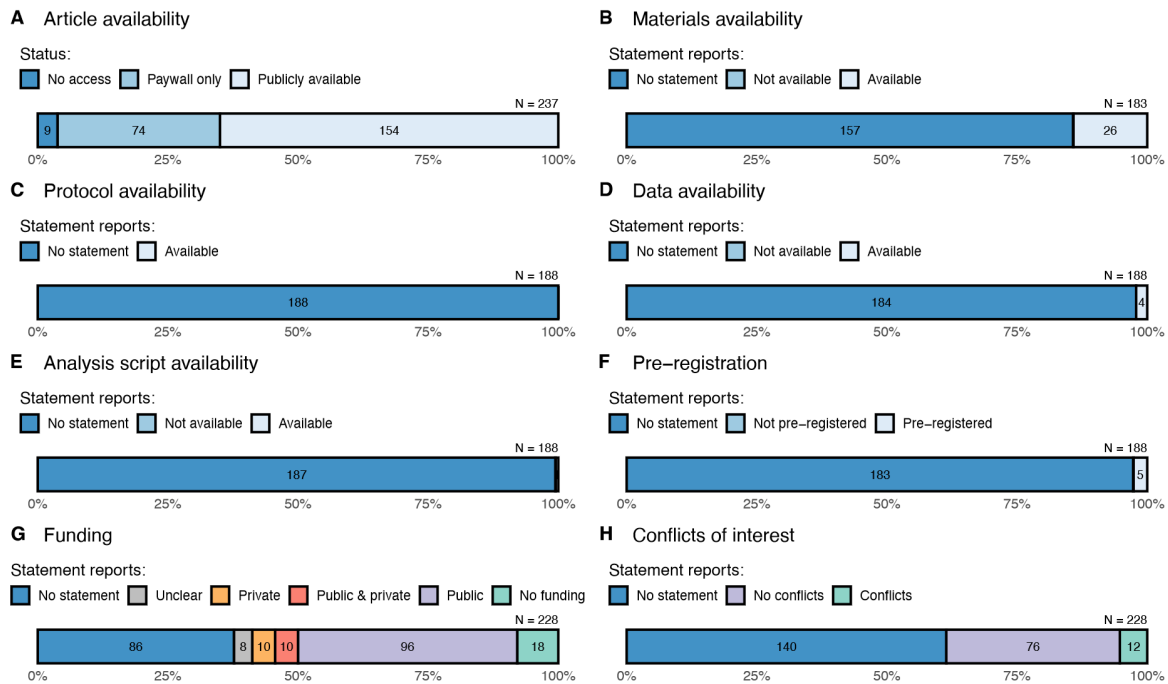 A Article availability
Status:
No access Paywall only Publicly available
N = 237
9 74 154
0% 25% 50% 75% 100%
B Materials availability
Statement reports:
No statement Not available Available
N = 183
157 26
0% 25% 50% 75% 100%
C Protocol availability
Statement reports:
No statement Available
N = 188
188
0% 25% 50% 75% 100%
D Data availability
Statement reports:
No statement Not available Available
N = 188
184 4
0% 25% 50% 75% 100%
E Analysis script availability
Statement reports:
No statement Not available Available
N = 188
187
0% 25% 50% 75% 100%
F Pre−registration
Statement reports:
No statement Not pre−registered Pre−registered
N = 188
183 5
0% 25% 50% 75% 100%
G Funding
Statement reports:
No statement Unclear Private Public & private Public No funding
N = 228
86 8 10 10 96 18
0% 25% 50% 75% 100%
H Conflicts of interest
Statement reports:
No statement No conflicts Conflicts
N = 228
140 76 12
0% 25% 50% 75% 100%